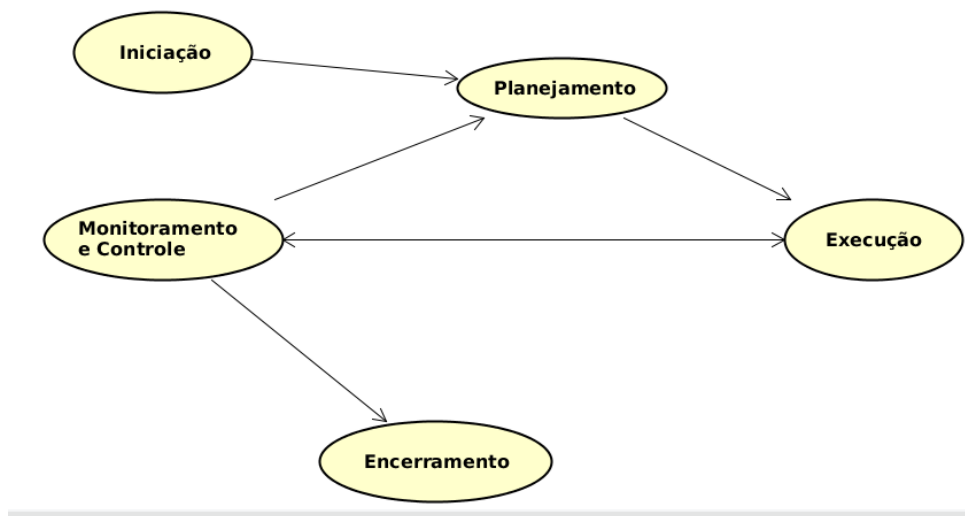 Iniciação
Planejamento
Monitoramento
e Controle
Execução
Encerramento